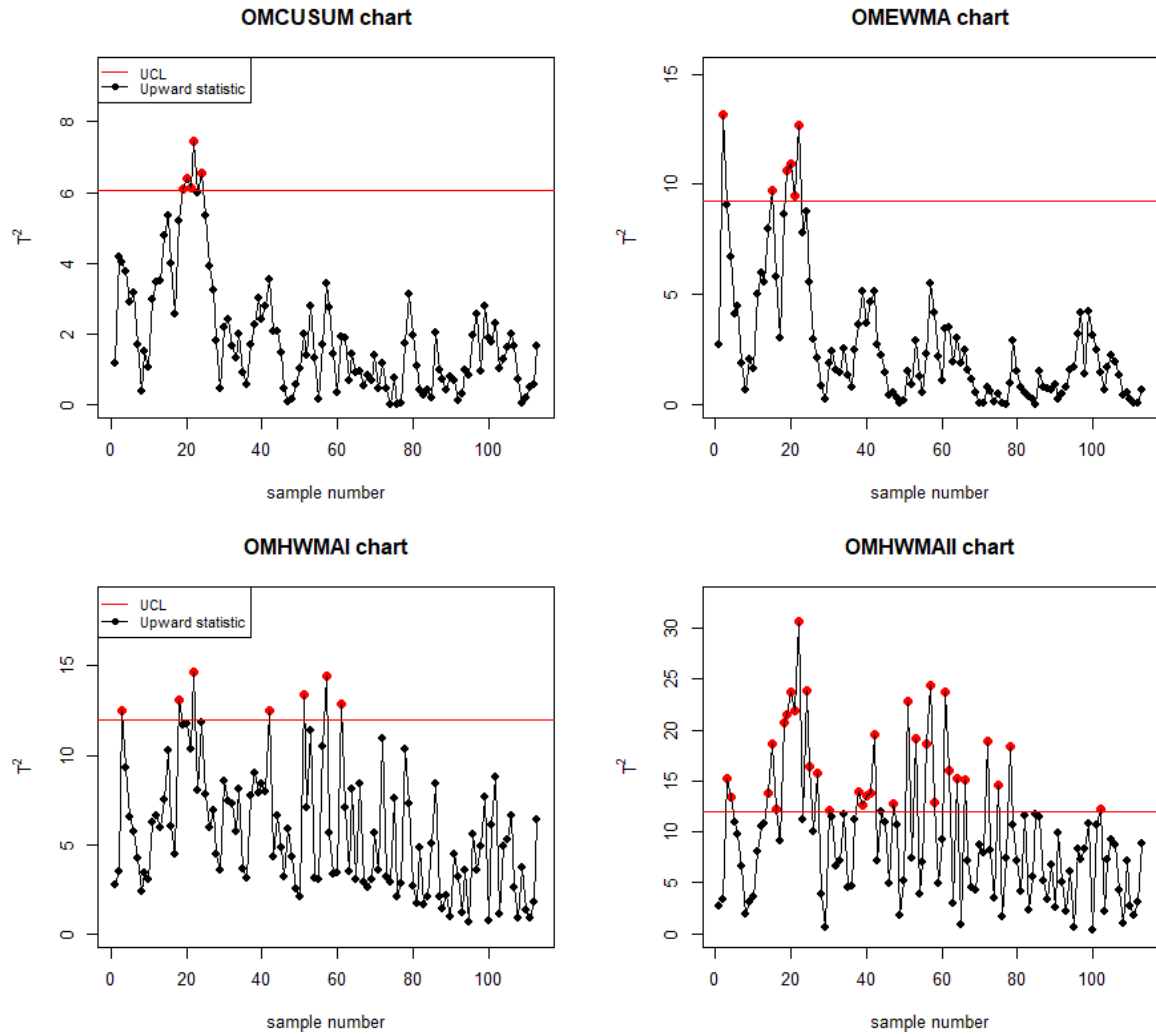 OMCUSUM chart
T²
8
6
4
2
0
UCL
Upward statistic
0 20 40 60 80 100
sample number
OMEWMA chart
T²
15
10
5
0
0 20 40 60 80 100
sample number
OMHWMAI chart
T²
15
10
5
0
UCL
Upward statistic
0 20 40 60 80 100
sample number
OMHWMAII chart
T²
30
25
20
15
10
5
0
0 20 40 60 80 100
sample number